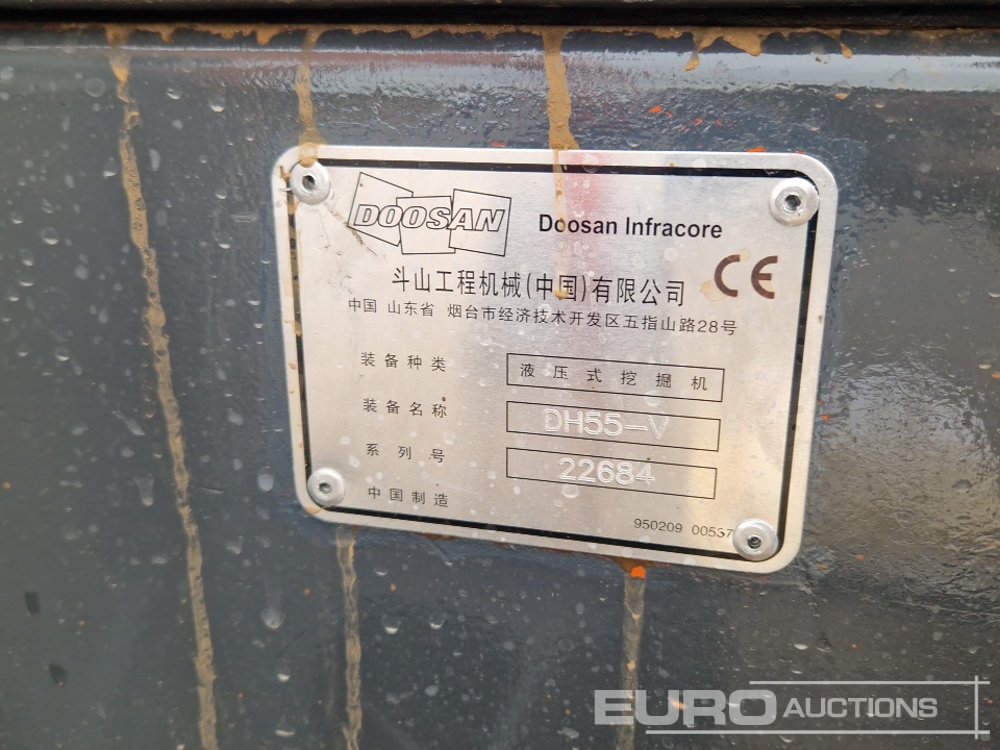 DOOSAN Doosan Infracore
斗山工程机械(中国)有限公司 CE
中国 山东省 烟台市经济技术开发区五指山路28号
装备种类 液压式挖掘机
装备名称 DH55-V
系列号 22684
中国制造
950209 00557
EURO AUCTIONS